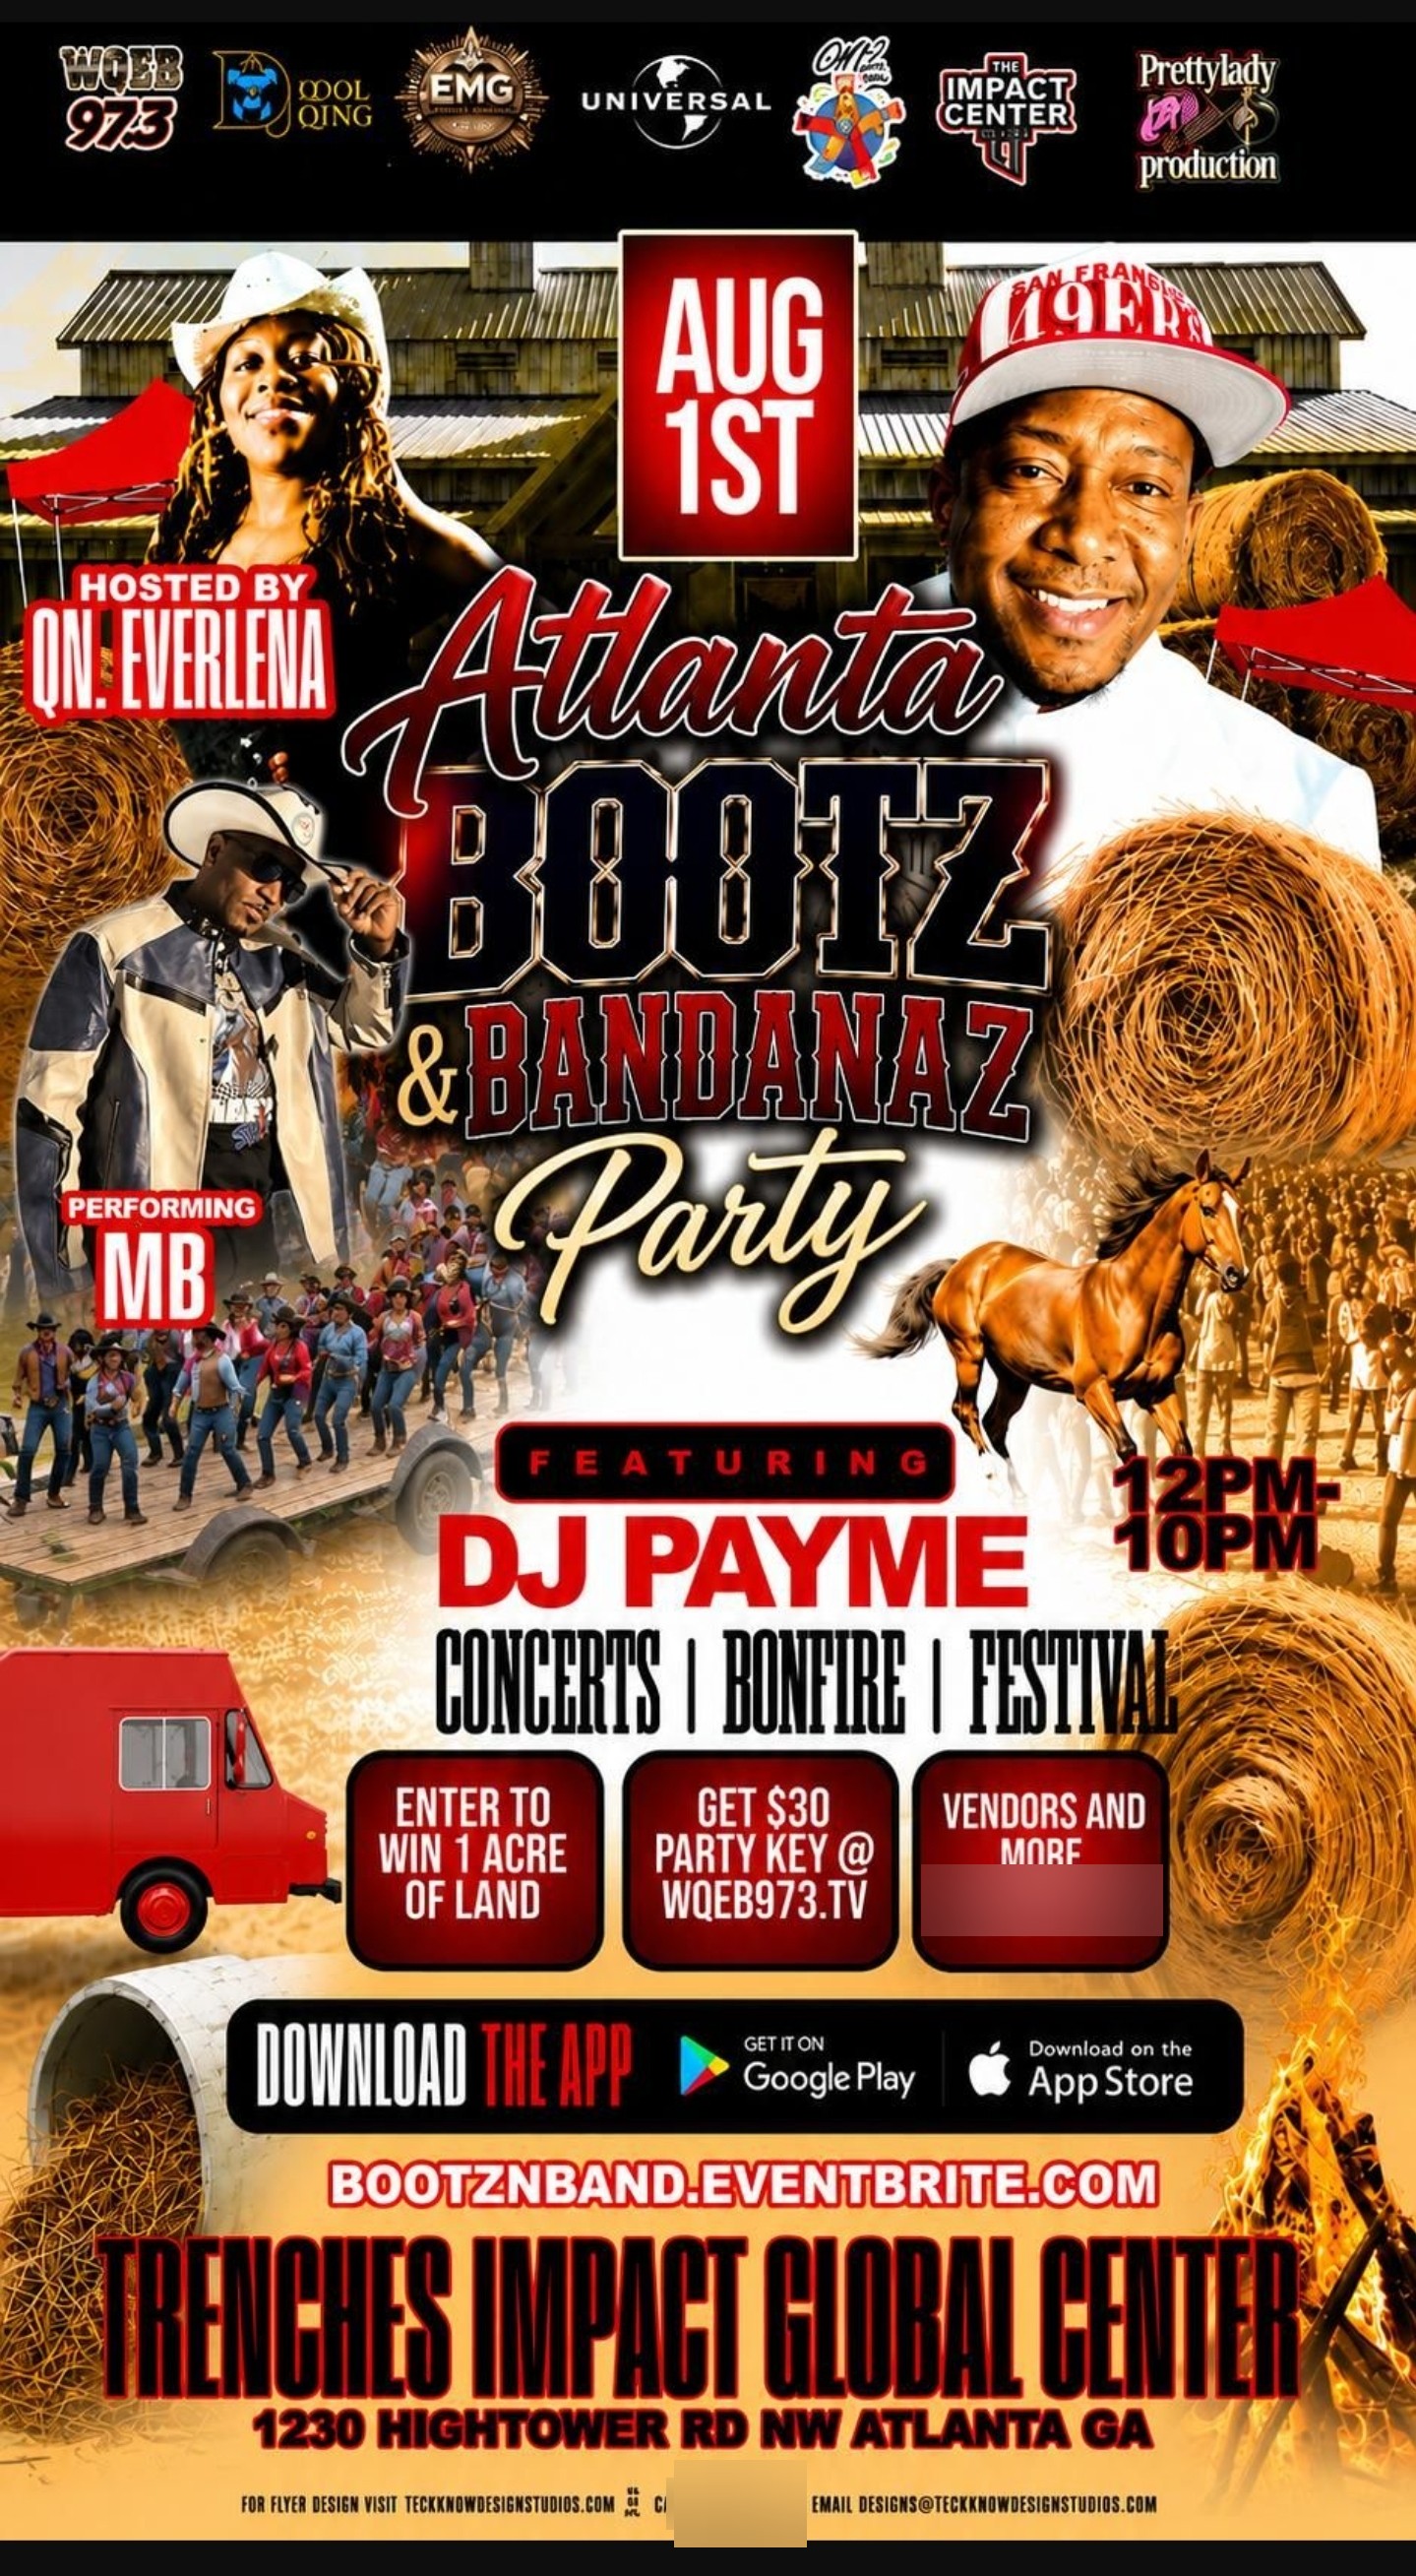 WQEB
97.3
QOOL
QING
EMG
UNIVERSAL
THE
IMPACT
CENTER
Prettylady
production
AUG
1ST
SAN FRANCISCO
49ERS
HOSTED BY
QN. EVERLENA
Atlanta
BOOTZ
& BANDANAZ
Party
PERFORMING
MB
FEATURING
DJ PAYME
12PM-
10PM
CONCERTS | BONFIRE | FESTIVAL
ENTER TO
WIN 1 ACRE
OF LAND
GET $30
PARTY KEY @
WQEB973.TV
VENDORS AND
MORE
DOWNLOAD THE APP
GET IT ON
Google Play
Download on the
App Store
BOOTZNBAND.EVENTBRITE.COM
TRENCHES IMPACT GLOBAL CENTER
1230 HIGHTOWER RD NW ATLANTA GA
FOR FLYER DESIGN VISIT TECKKNOWDESIGNSTUDIOS.COM
EMAIL DESIGNS@TECKKNOWDESIGNSTUDIOS.COM